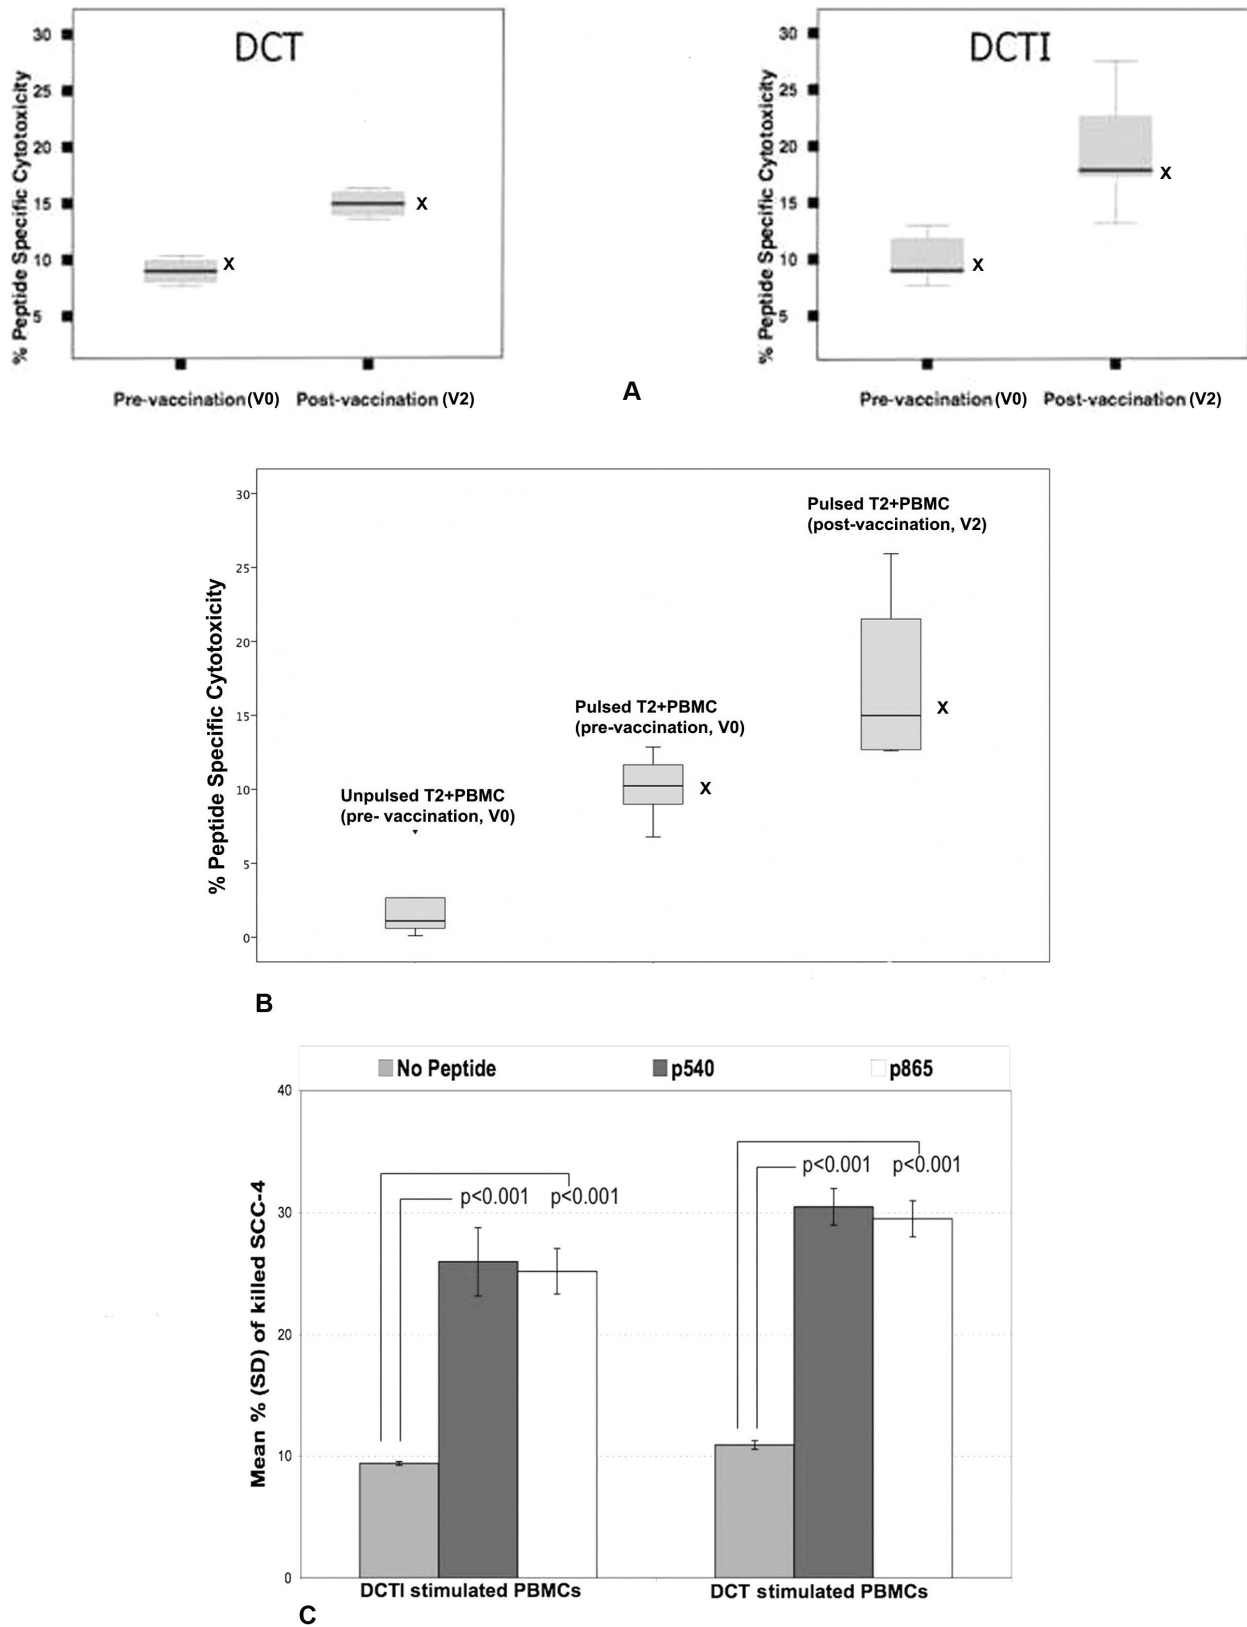 DCT
% Peptide Specific Cytotoxicity
30
25
20
15
10
5
X
X
Pre-vaccination (V0) Post-vaccination (V2)
DCTI
% Peptide Specific Cytotoxicity
30
25
20
15
10
5
X
X
Pre-vaccination (V0) Post-vaccination (V2)
A
% Peptide Specific Cytotoxicity
30
25
20
15
10
5
0
Unpulsed T2+PBMC
(pre- vaccination, V0)
Pulsed T2+PBMC
(pre-vaccination, V0)
X
Pulsed T2+PBMC
(post-vaccination, V2)
X
B
No Peptide p540 p865
Mean % (SD) of killed SCC-4
40
30
20
10
0
p<0.001 p<0.001
p<0.001 p<0.001
DCTI stimulated PBMCs DCT stimulated PBMCs
C